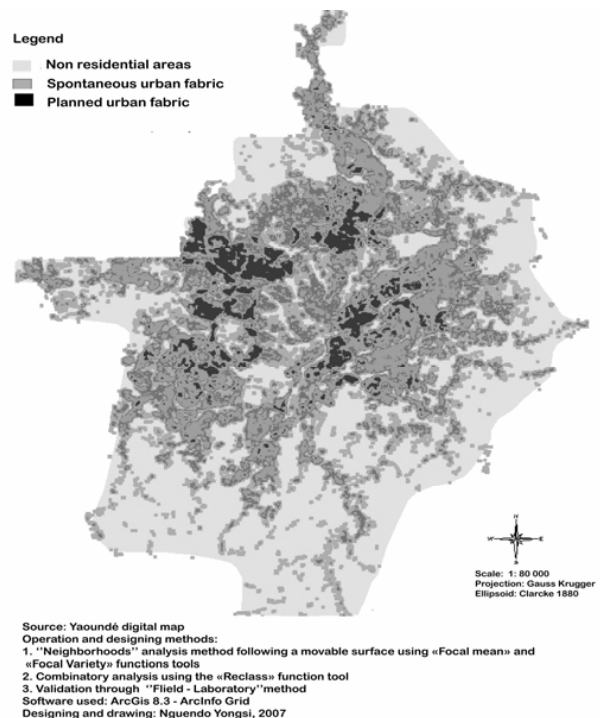 Legend
Non residential areas
Spontaneous urban fabric
Planned urban fabric
N
W E
S
Scale: 1: 80 000
Projection: Gauss Krugger
Ellipsoid: Clarcke 1880
Source: Yaoundé digital map
Operation and designing methods:
1. ‘‘Neighborhoods’’ analysis method following a movable surface using «Focal mean» and
«Focal Variety» functions tools
2. Combinatory analysis using the «Reclass» function tool
3. Validation through ‘‘Flield - Laboratory’’method
Software used: ArcGis 8.3 - ArcInfo Grid
Designing and drawing: Nguendo Yongsi, 2007